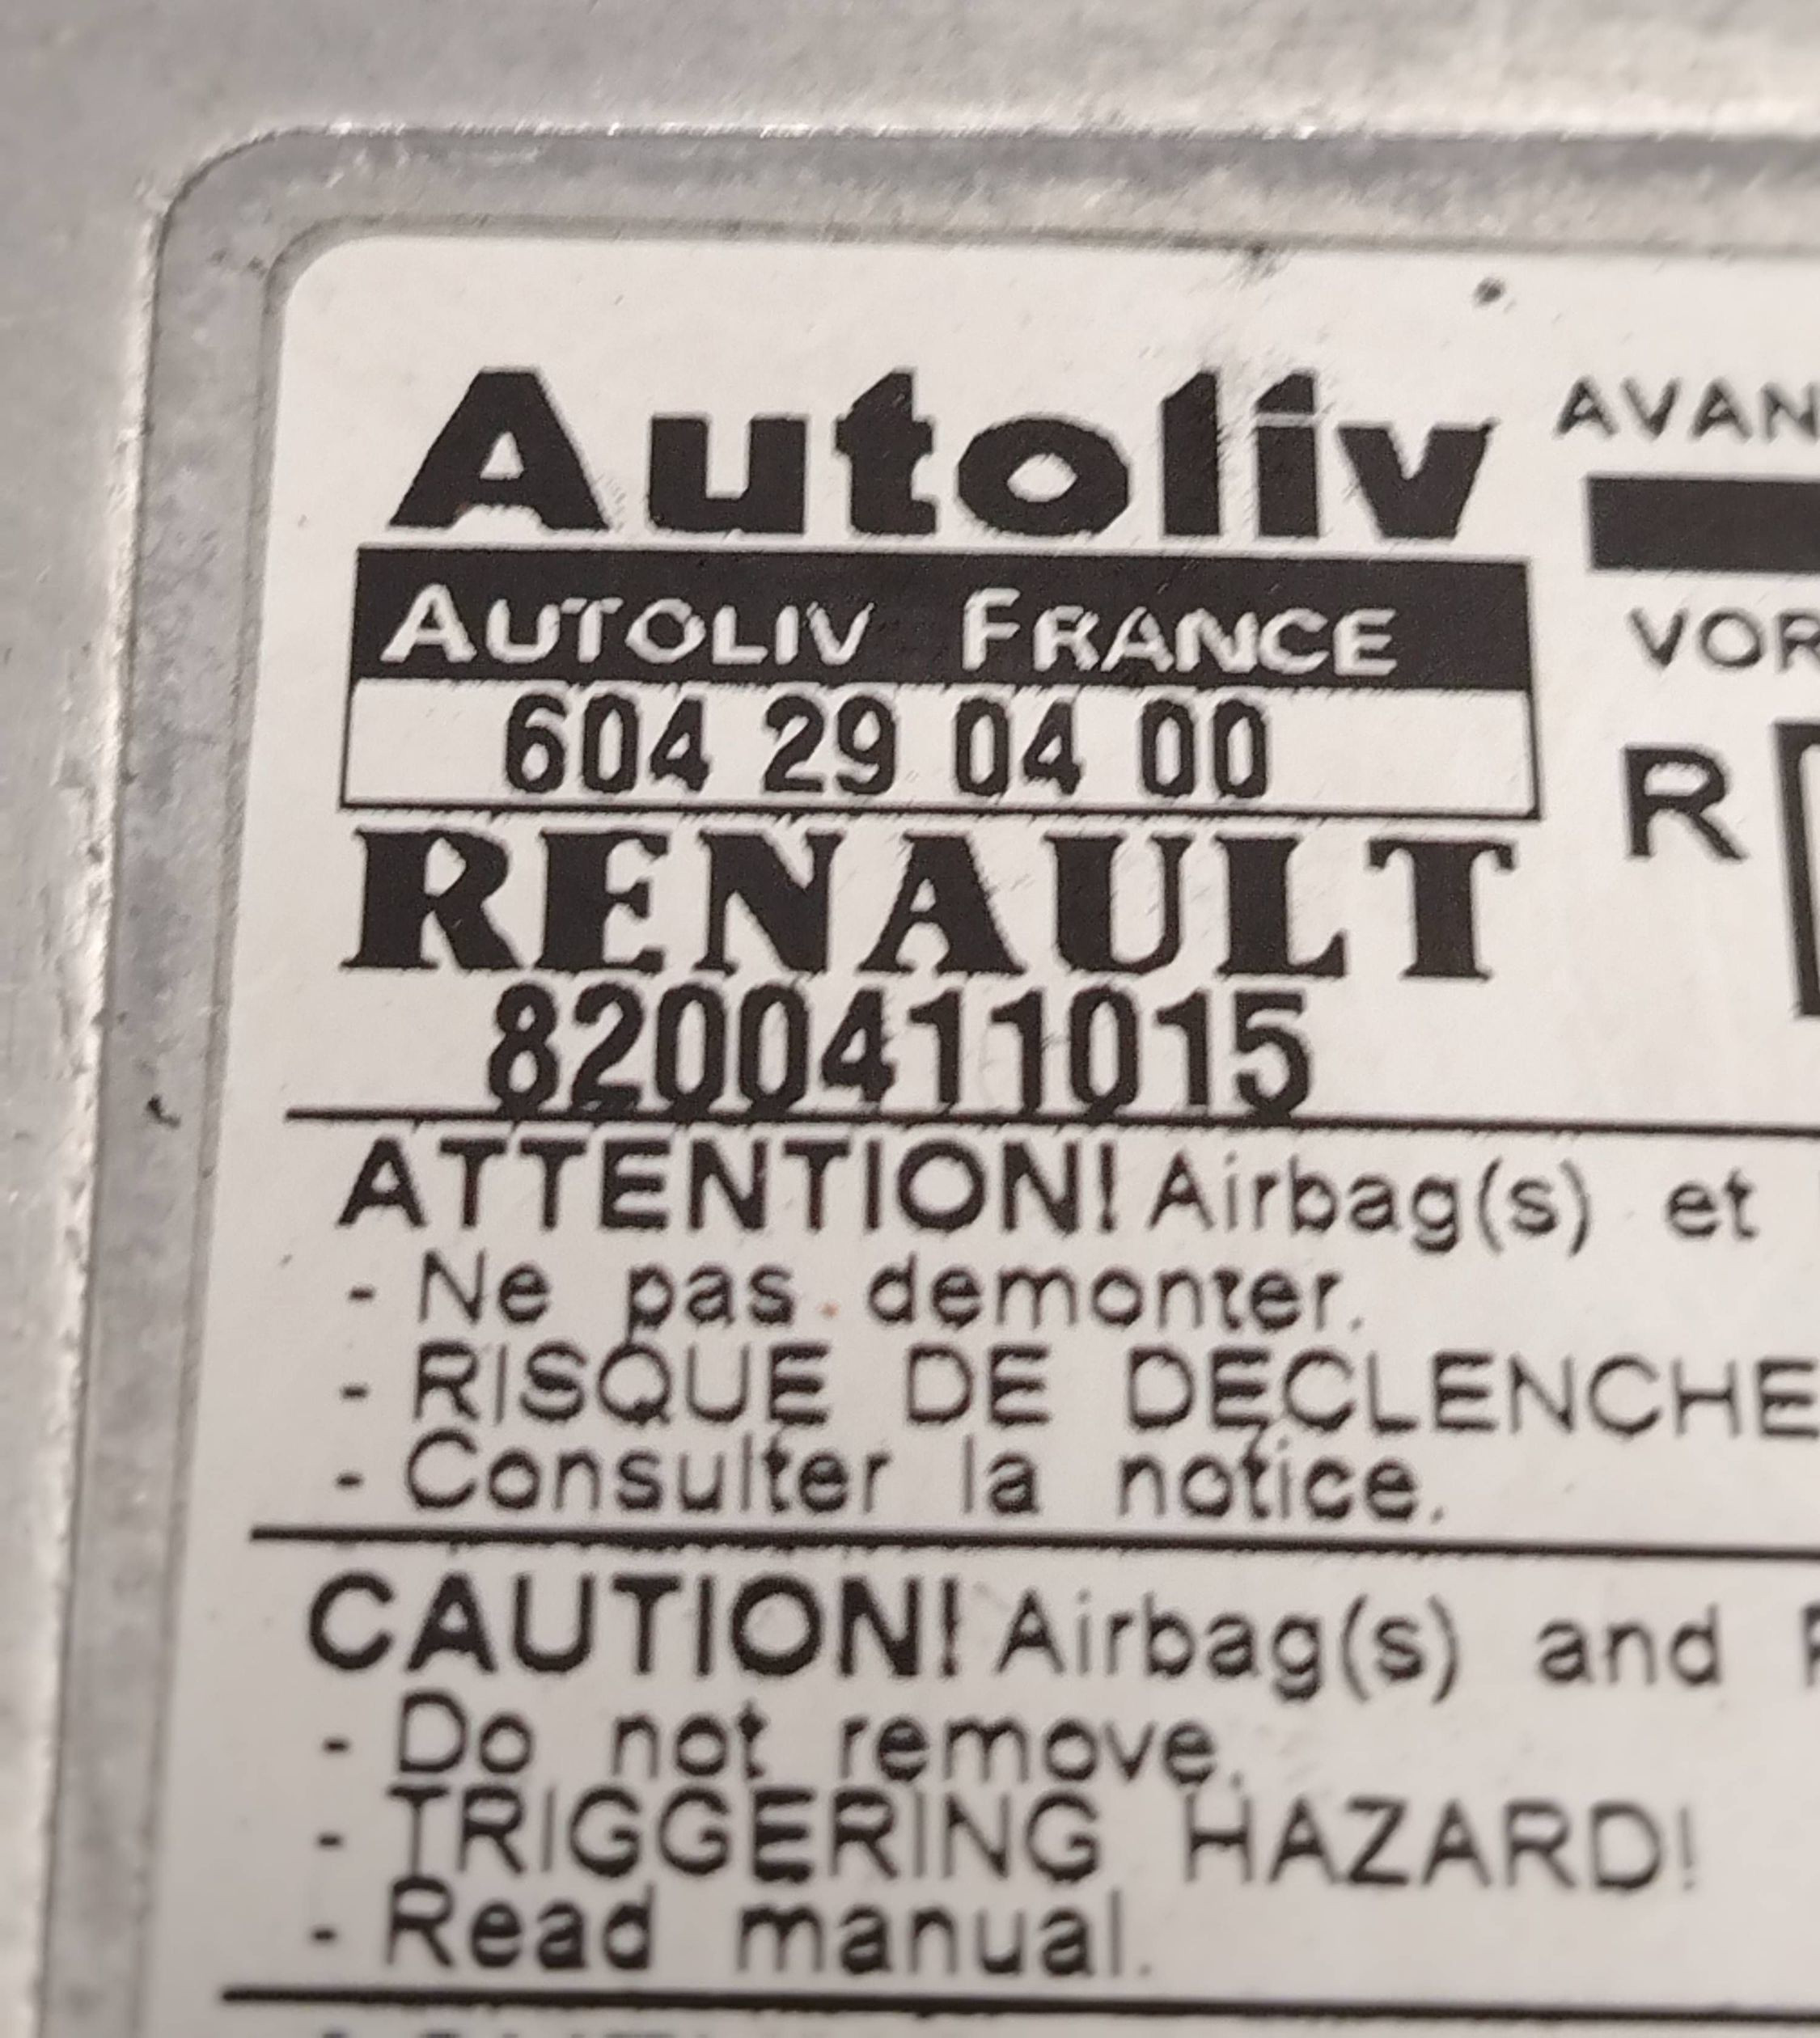 Autoliv
AUTOLIV FRANCE
604 29 04 00
RENAULT
8200411015
AVAN
VOR
R
ATTENTION! Airbag(s) et
- Ne pas demonter.
- RISQUE DE DECLENCHE
- Consulter la notice.
CAUTION! Airbag(s) and
- Do not remove.
- TRIGGERING HAZARD!
- Read manual.